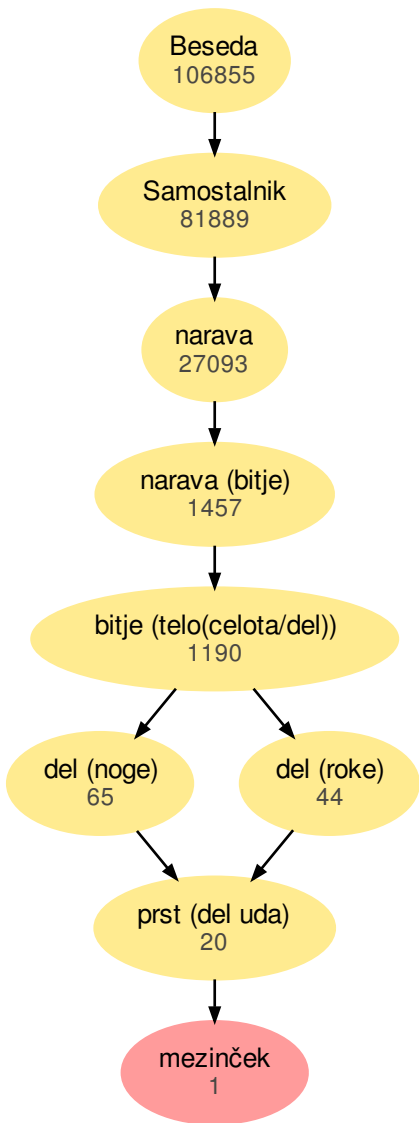 Beseda
106855
Samostalnik
81889
narava
27093
narava (bitje)
1457
bitje (telo(celota/del))
1190
del (noge)
65
del (roke)
44
prst (del uda)
20
mezinček
1